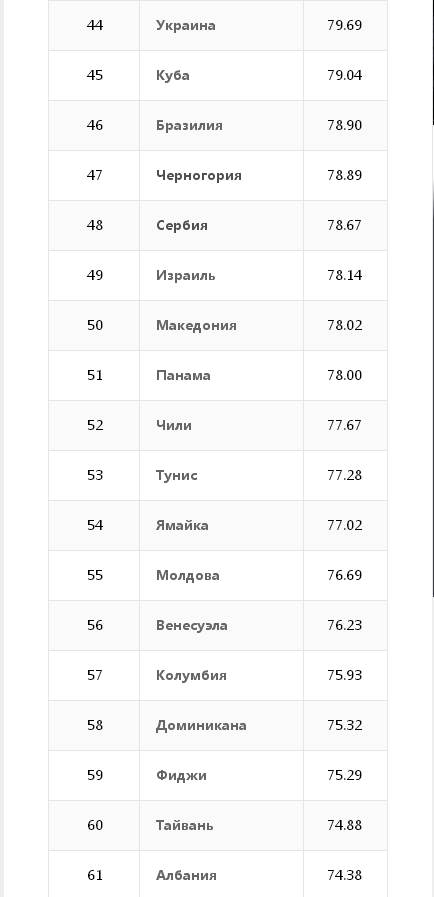 44 Украина 79.69
45 Куба 79.04
46 Бразилия 78.90
47 Черногория 78.89
48 Сербия 78.67
49 Израиль 78.14
50 Македония 78.02
51 Панама 78.00
52 Чили 77.67
53 Тунис 77.28
54 Ямайка 77.02
55 Молдова 76.69
56 Венесуэла 76.23
57 Колумбия 75.93
58 Доминикана 75.32
59 Фиджи 75.29
60 Тайвань 74.88
61 Албания 74.38